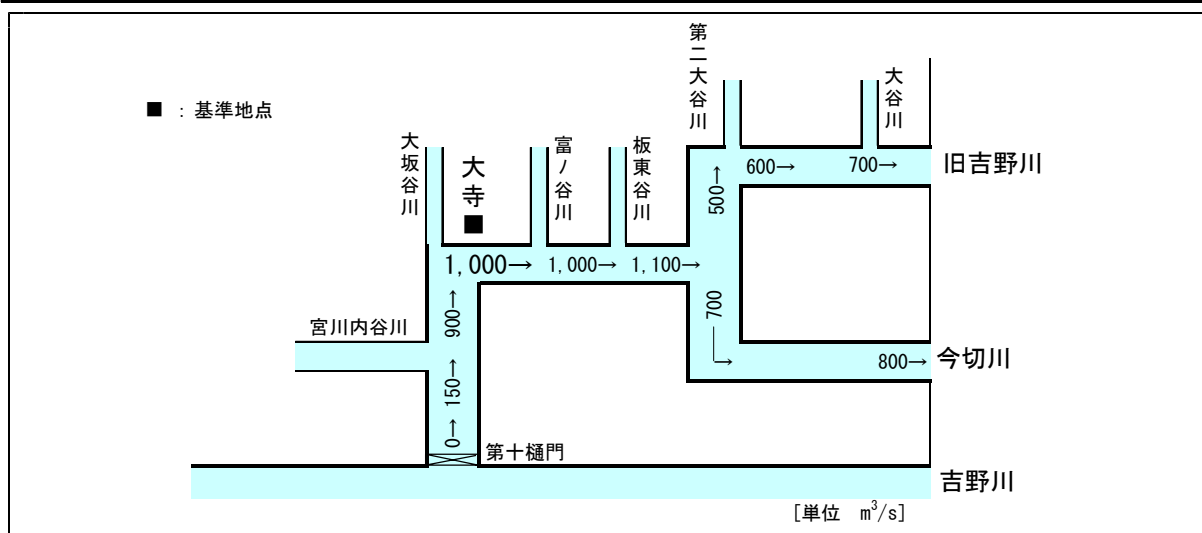 ■ : 基準地点
大坂谷川
大寺
■
富ノ谷川
板東谷川
第二大谷川
大谷川
600→
700→
旧吉野川
500→
1,000→
1,000→
1,100→
900→
700→
宮川内谷川
150→
0→
800→
今切川
第十樋門
吉野川
[単位 m³/s]